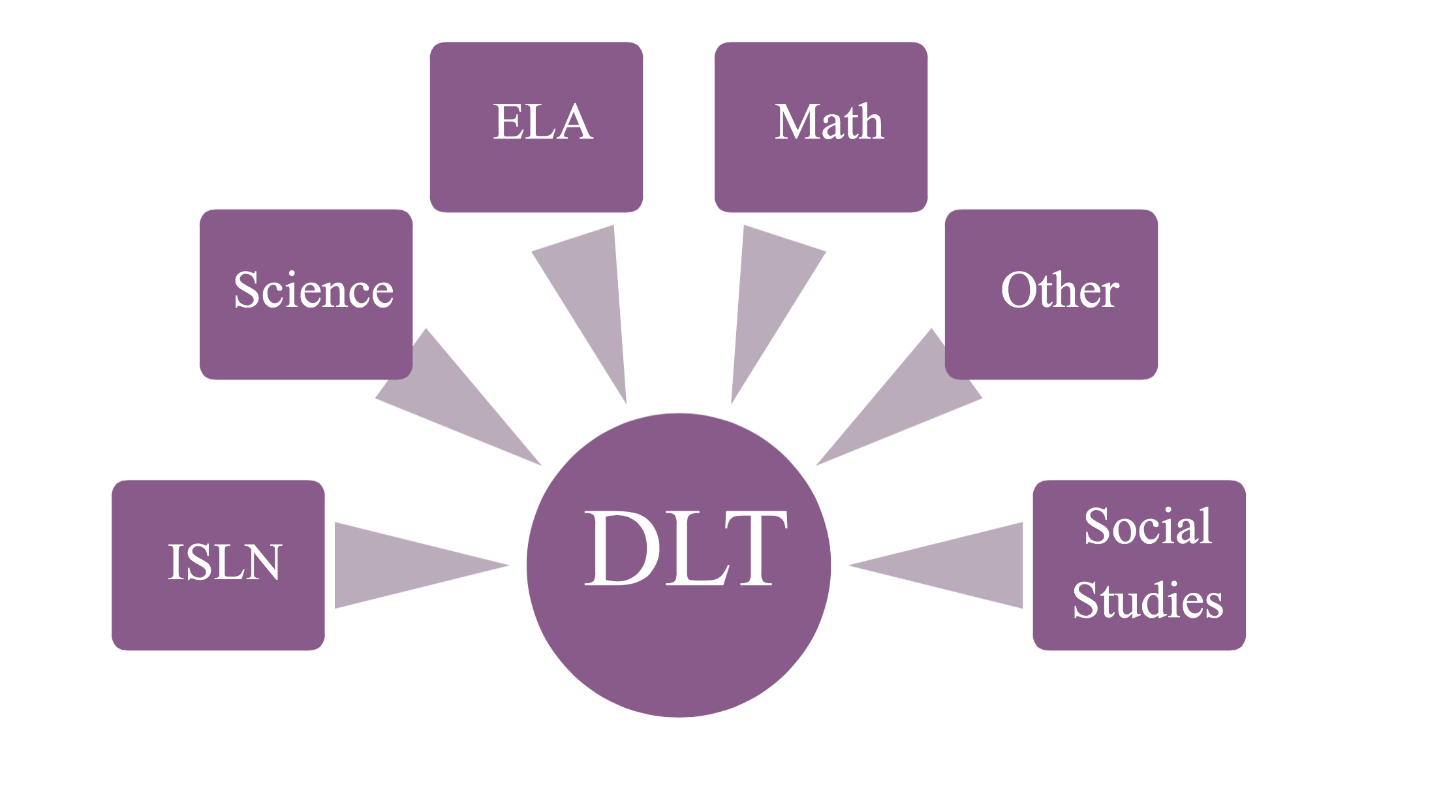 ELA
Math
Science
Other
ISLN
DLT
Social
Studies